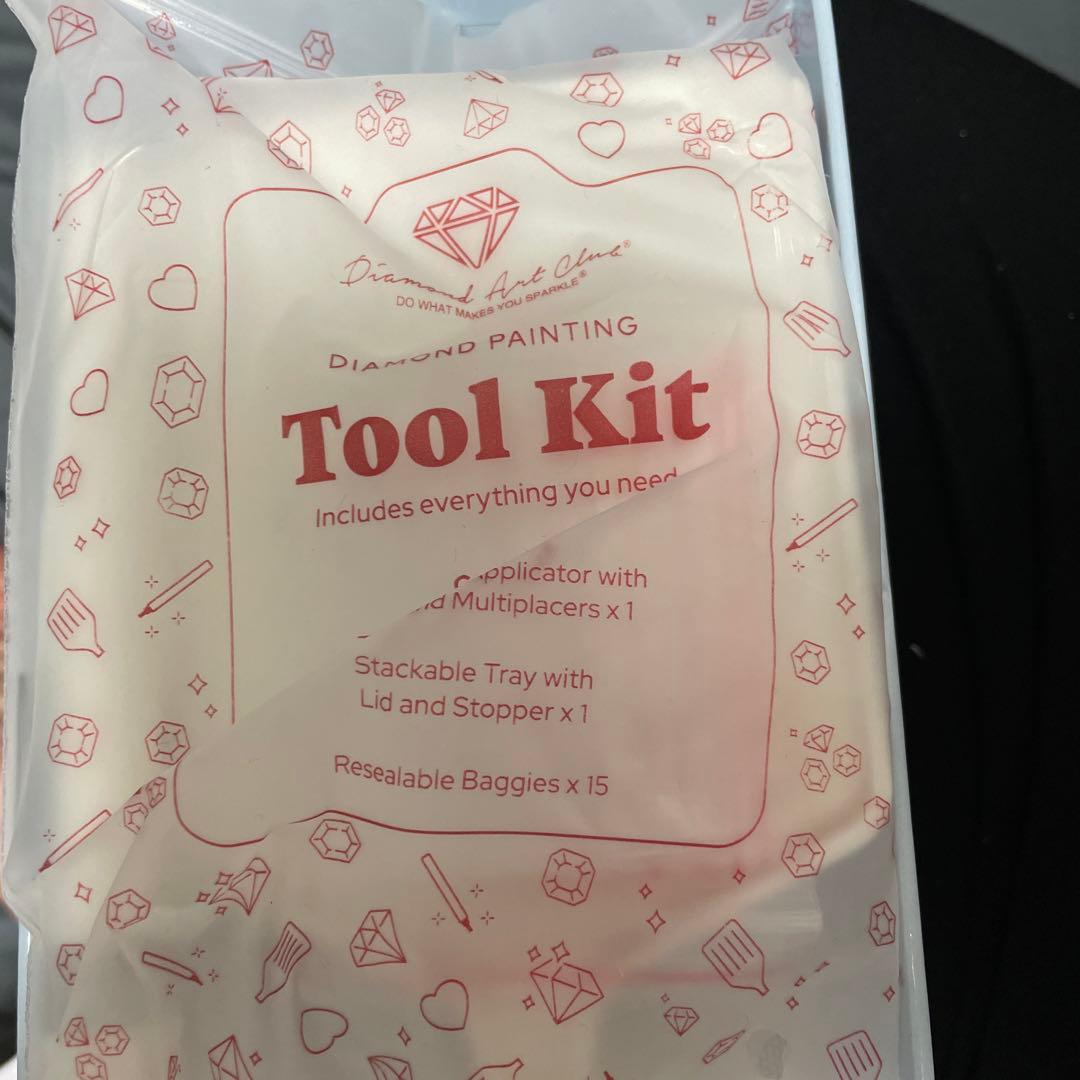 Diamond Art Club®
DO WHAT MAKES YOU SPARKLE®
DIAMOND PAINTING
Tool Kit
Includes everything you need
with
Multiplacers x 1
Stackable Tray with
Lid and Stopper x 1
Resealable Baggies x 15